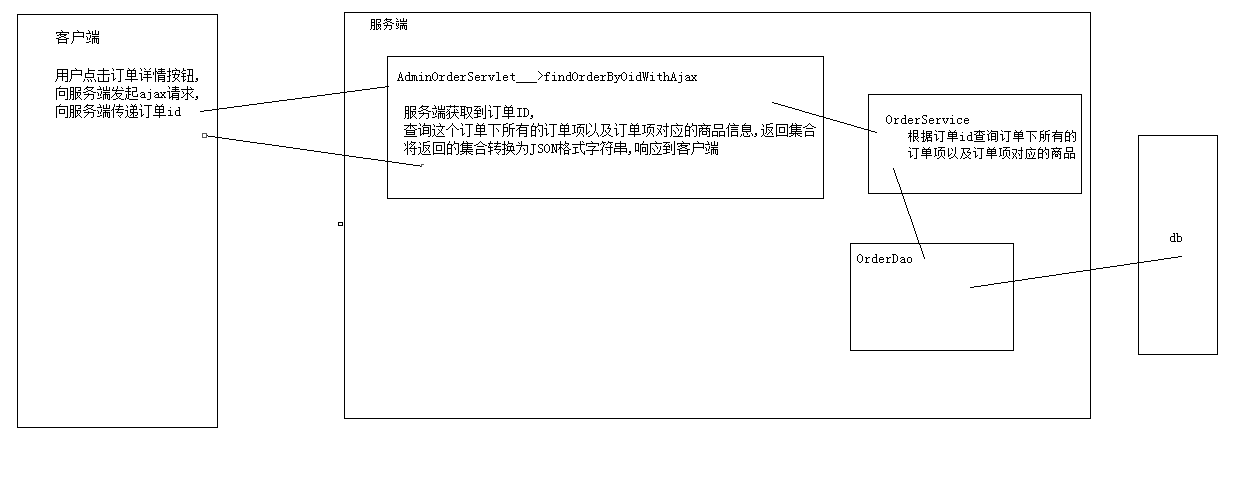 客户端
用户点击订单详情按钮,
向服务端发起ajax请求,
向服务端传递订单id
服务端
AdminOrderServlet___>findOrderByOidWithAjax
服务端获取到订单ID,
查询这个订单下所有的订单项以及订单项对应的商品信息,返回集合
将返回的集合转换为JSON格式字符串,响应到客户端
OrderService
根据订单id查询订单下所有的
订单项以及订单项对应的商品
OrderDao
db